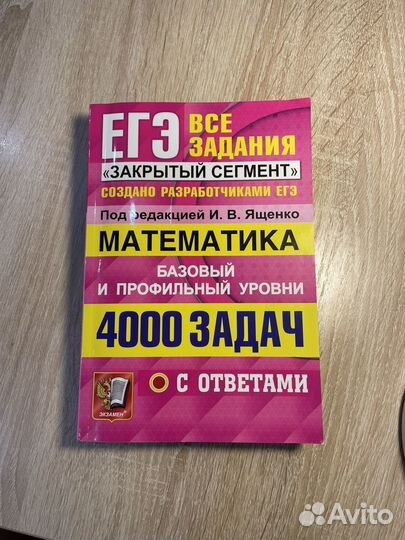 ЕГЭ ВСЕ ЗАДАНИЯ
«ЗАКРЫТЫЙ СЕГМЕНТ»
СОЗДАНО РАЗРАБОТЧИКАМИ ЕГЭ
Под редакцией И. В. Ященко
МАТЕМАТИКА
БАЗОВЫЙ
И ПРОФИЛЬНЫЙ УРОВНИ
4000 ЗАДАЧ
С ОТВЕТАМИ
ЭКЗАМЕН®
Avito